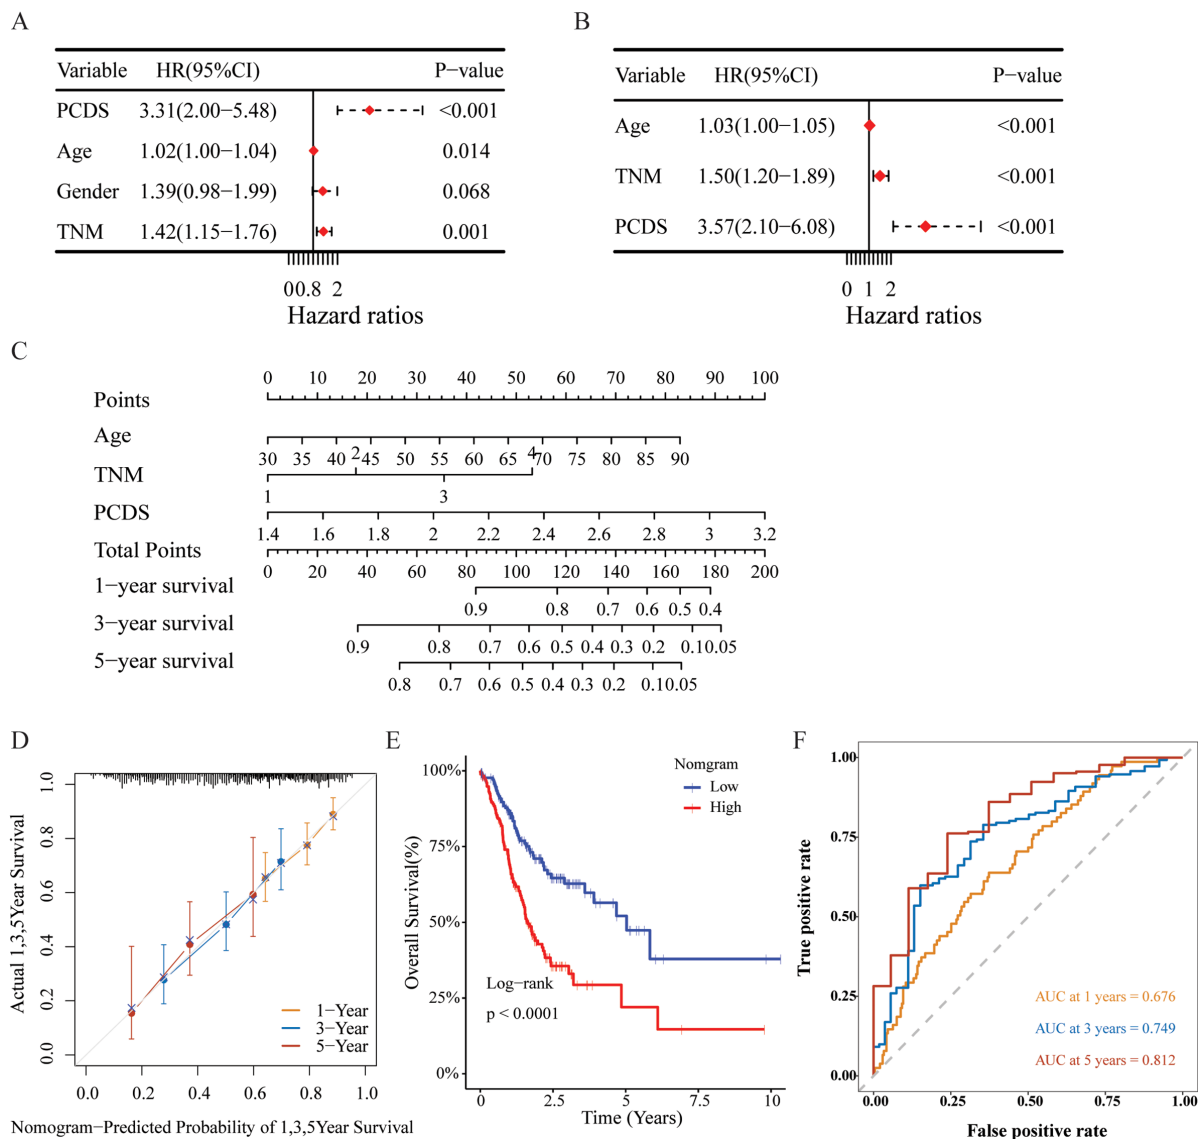 A
Variable HR(95%CI) P−value
PCDS 3.31(2.00−5.48) <0.001
Age 1.02(1.00−1.04) 0.014
Gender 1.39(0.98−1.99) 0.068
TNM 1.42(1.15−1.76) 0.001
0 0.8 2
Hazard ratios
B
Variable HR(95%CI) P−value
Age 1.03(1.00−1.05) <0.001
TNM 1.50(1.20−1.89) <0.001
PCDS 3.57(2.10−6.08) <0.001
0 1 2
Hazard ratios
C
0 10 20 30 40 50 60 70 80 90 100
Points
Age
30 35 40 45 50 55 60 65 70 75 80 85 90
2 4
TNM
1 3
PCDS
1.4 1.6 1.8 2 2.2 2.4 2.6 2.8 3 3.2
Total Points
0 20 40 60 80 100 120 140 160 180 200
1−year survival
0.9 0.8 0.7 0.6 0.5 0.4
3−year survival
0.9 0.8 0.7 0.6 0.5 0.4 0.3 0.2 0.1 0.05
5−year survival
0.8 0.7 0.6 0.5 0.4 0.3 0.2 0.1 0.05
D
Actual 1,3,5Year Survival
1.0
0.8
0.6
0.4
0.2
0.0
1−Year
3−Year
5−Year
0.0 0.2 0.4 0.6 0.8 1.0
Nomogram−Predicted Probability of 1,3,5Year Survival
E
Overall Survival(%)
100%
75%
50%
25%
0%
Nomgram
Low
High
Log−rank
p < 0.0001
0 2.5 5 7.5 10
Time (Years)
F
True positive rate
1.00
0.75
0.50
0.25
0.00
AUC at 1 years = 0.676
AUC at 3 years = 0.749
AUC at 5 years = 0.812
0.00 0.25 0.50 0.75 1.00
False positive rate